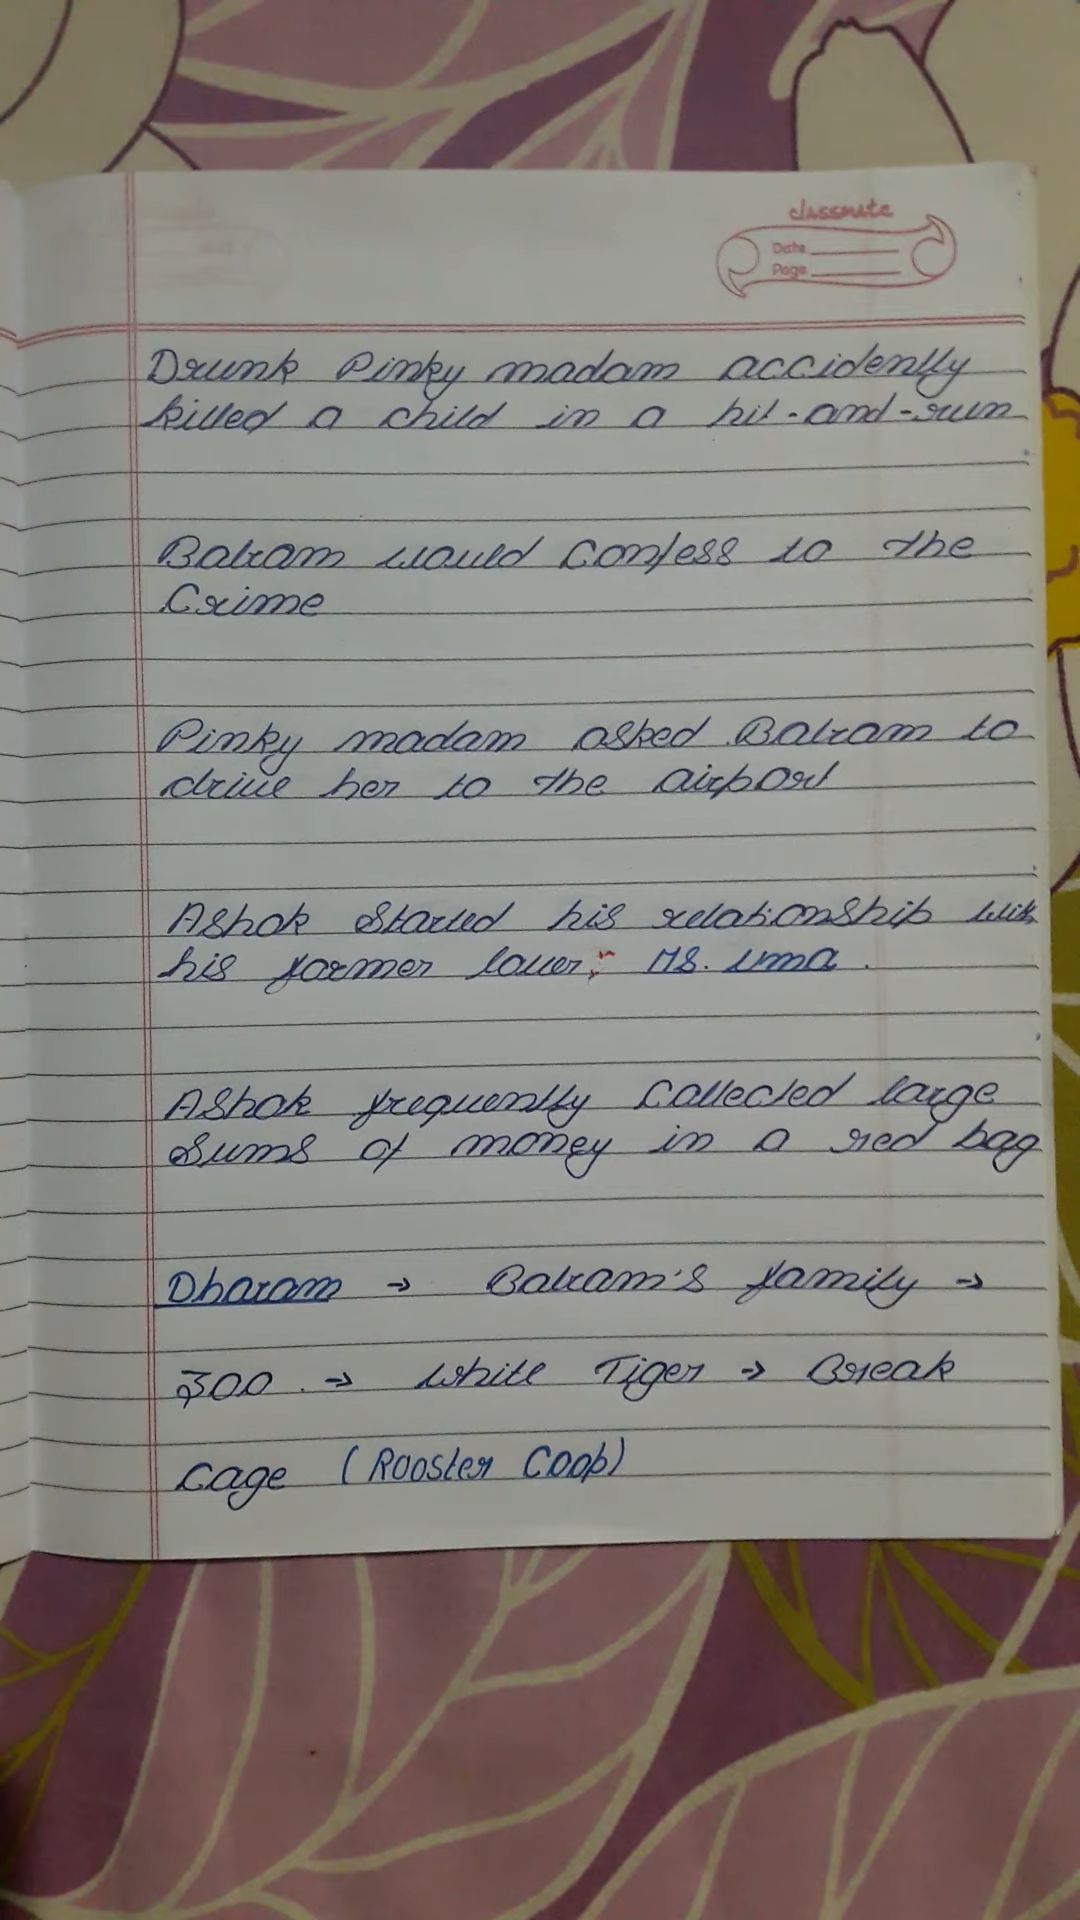 classmate
Date
Page
Drunk Pinky madam accidently
killed a child in a hit-and-run
Balram would Confess to the
Crime
Pinky madam asked Balram to
drive her to the airport
Ashok Started his relationship with
his former lover, Ms. Uma.
Ashok frequently Collected large
Sums of money in a red bag
Dharam → Balram's family →
Zoo. → White Tiger → Break
Cage (Rooster Coop)